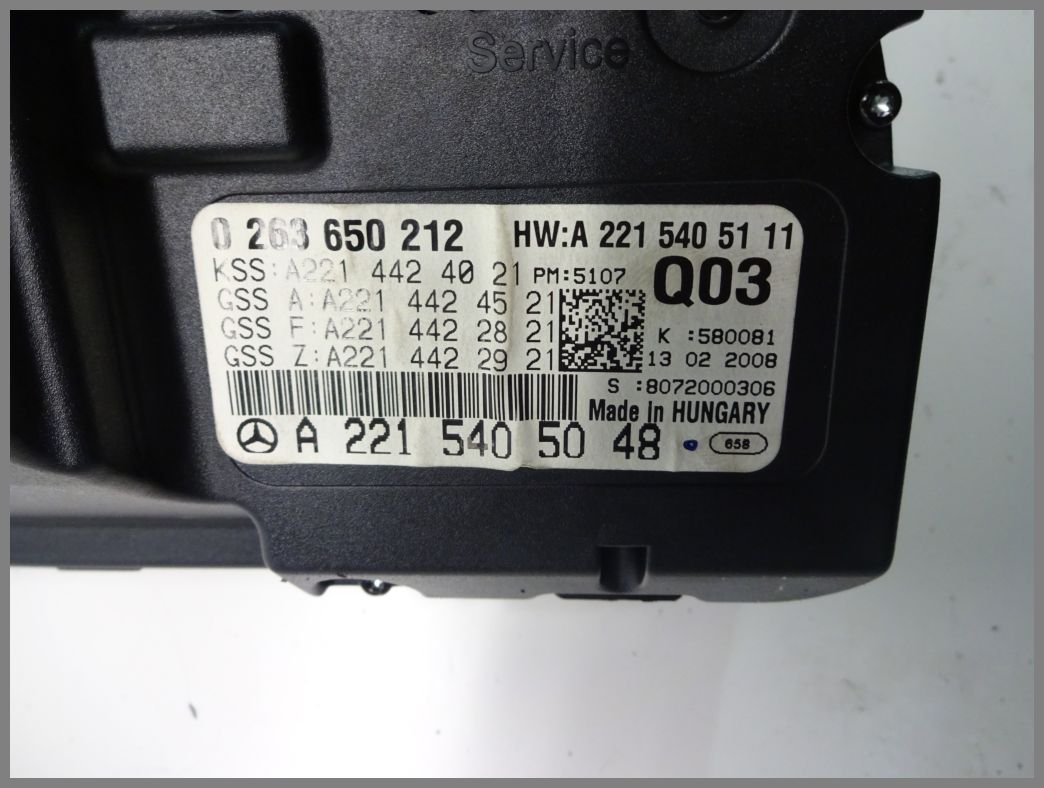 Service
0 263 650 212 HW:A 221 540 51 11
KSS:A221 442 40 21 PM:5107 Q03
GSS A:A221 442 45 21
GSS F:A221 442 28 21 K :580081
GSS Z:A221 442 29 21 13 02 2008
S :8072000306
Made in HUNGARY
A 221 540 50 48 658